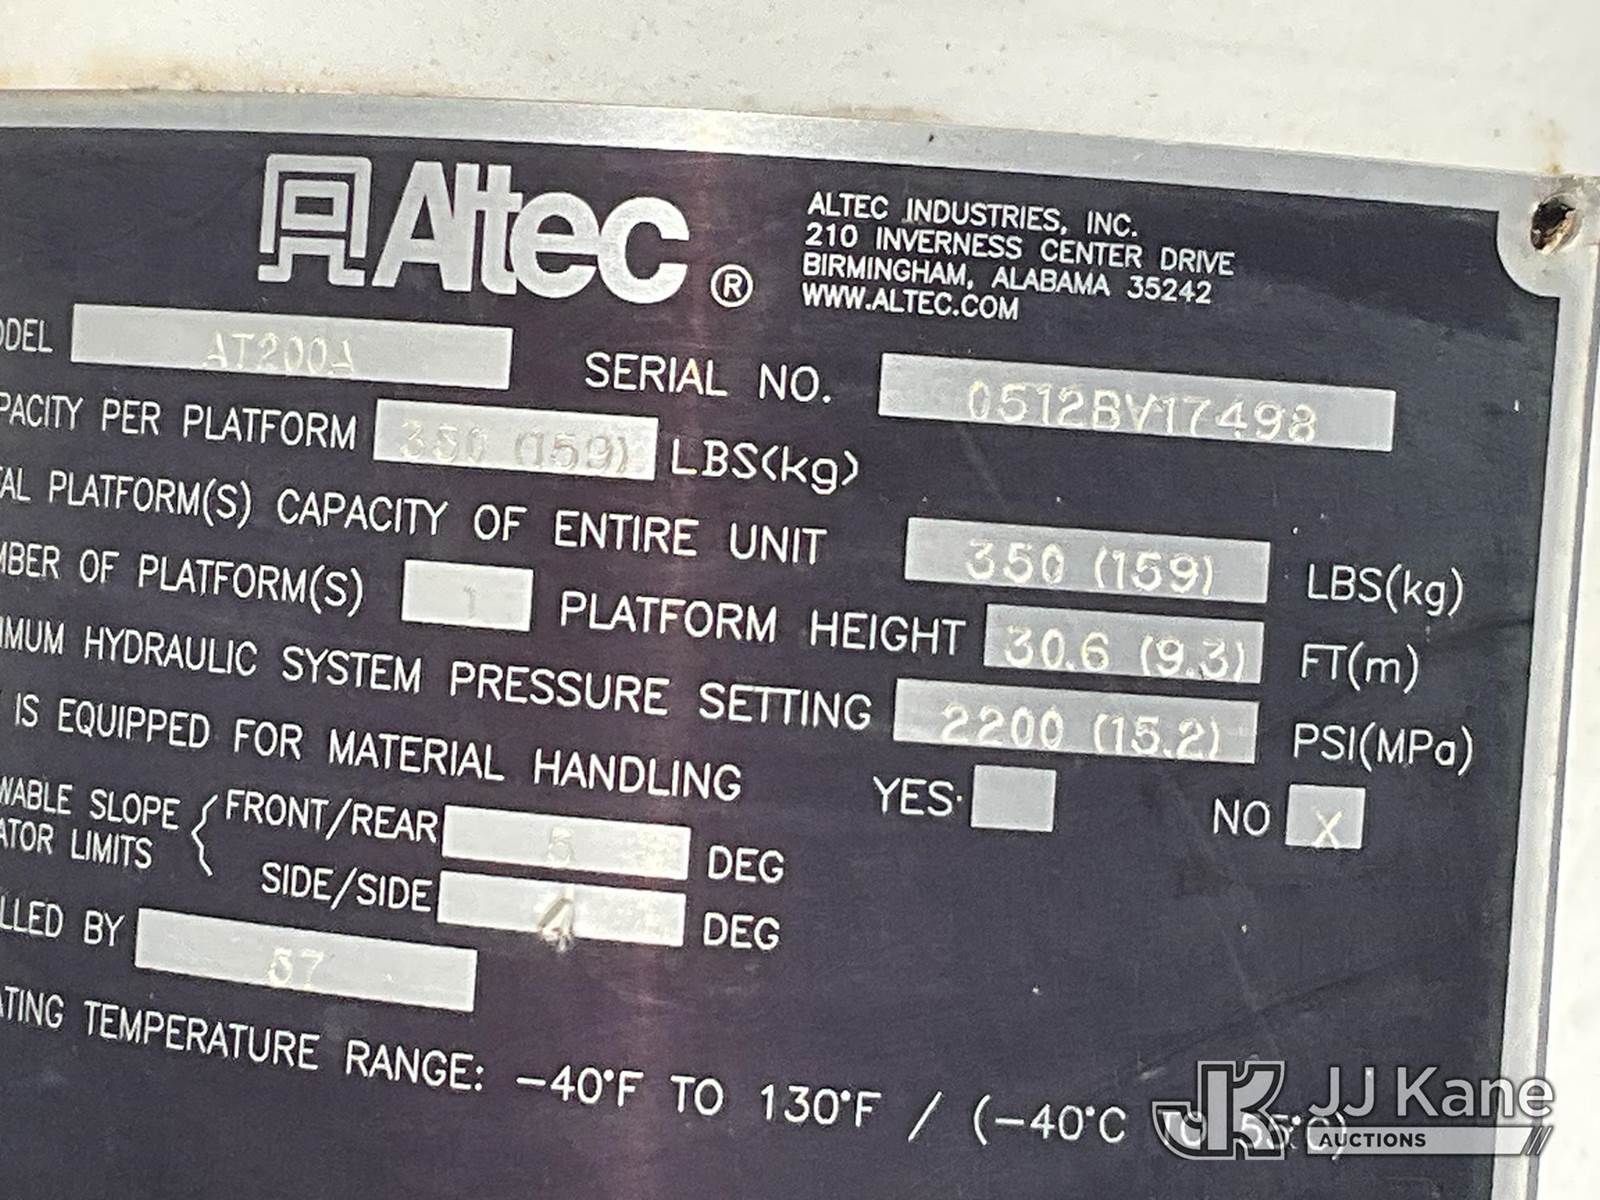 Altec®
ALTEC INDUSTRIES, INC.
210 INVERNESS CENTER DRIVE
BIRMINGHAM, ALABAMA 35242
WWW.ALTEC.COM
ODEL AT200A SERIAL NO. 0512BV17498
PACITY PER PLATFORM 350 (159) LBS(kg)
AL PLATFORM(S) CAPACITY OF ENTIRE UNIT 350 (159) LBS(kg)
MBER OF PLATFORM(S) 1 PLATFORM HEIGHT 30.6 (9.3) FT(m)
IMUM HYDRAULIC SYSTEM PRESSURE SETTING 2200 (15.2) PSI(MPa)
IS EQUIPPED FOR MATERIAL HANDLING YES NO X
WABLE SLOPE { FRONT/REAR 5 DEG
ATOR LIMITS SIDE/SIDE 4 DEG
LLED BY 57
ATING TEMPERATURE RANGE: -40°F TO 130°F / (-40°C TO 55°C)
JK JJ Kane
AUCTIONS